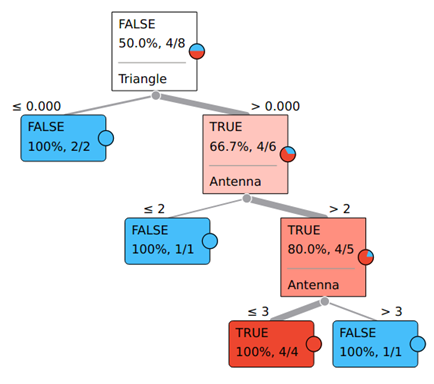 FALSE
50.0%, 4/8
Triangle
≤ 0.000
> 0.000
FALSE
100%, 2/2
TRUE
66.7%, 4/6
Antenna
≤ 2
> 2
FALSE
100%, 1/1
TRUE
80.0%, 4/5
Antenna
≤ 3
> 3
TRUE
100%, 4/4
FALSE
100%, 1/1